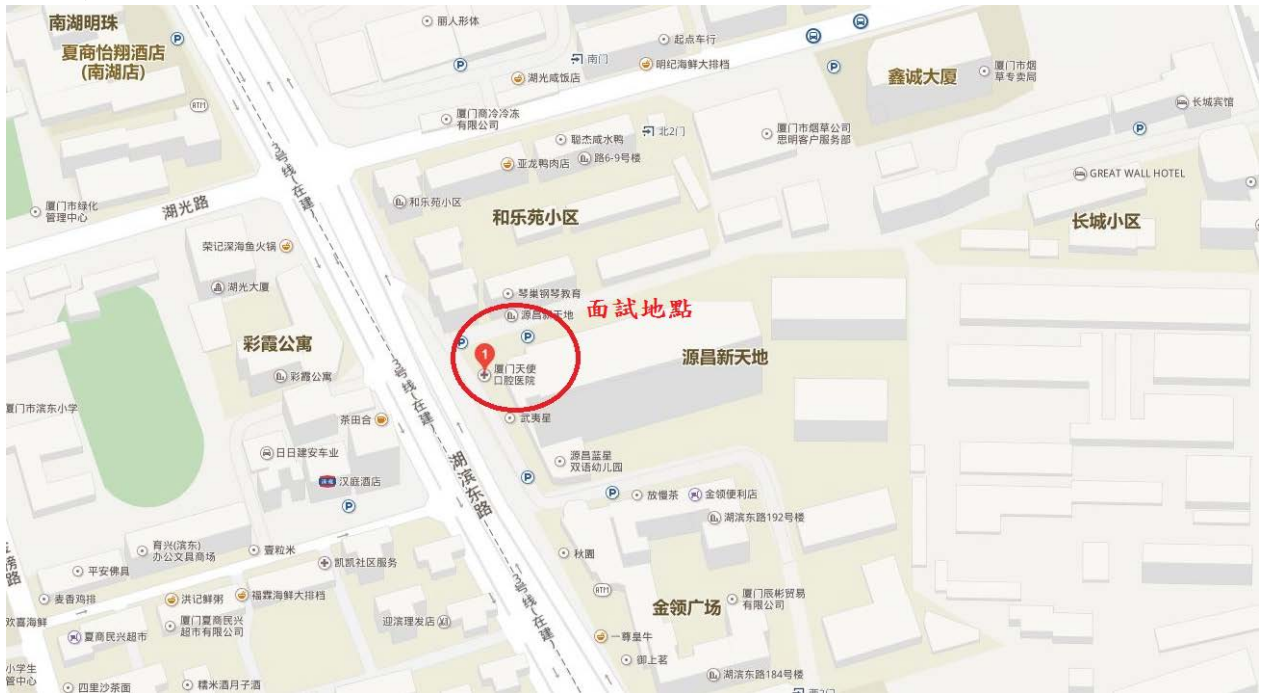 南湖明珠
夏商怡翔酒店
(南湖店)
P
丽人形体
起点车行
南门
明纪海鲜大排档
湖光咸饭店
P
P
鑫诚大厦
厦门市烟
草专卖局
长城宾馆
P
ATM
厦门商冷冷冻
有限公司
聪杰咸水鸭
北2门
厦门市烟草公司
思明客户服务部
亚龙鸭肉店
路6-9号楼
GREAT WALL HOTEL
3号线(在建)
厦门市绿化
管理中心
湖光路
和乐苑小区
和乐苑小区
长城小区
荣记深海鱼火锅
湖光大厦
琴巢钢琴教育
源昌新天地
面試地點
P
P
彩霞公寓
1
厦门天使
口腔医院
源昌新天地
彩霞公寓
3号线(在建)
厦门市滨东小学
茶田合
武夷星
日日建安车业
湖滨东路
源昌蓝星
双语幼儿园
汉庭酒店
P
P
P
放慢茶
金领便利店
湖滨东路192号楼
育兴(滨东)
办公文具商场
壹粒米
凯凯社区服务
秋圃
平安佛具
3号线(在建)
ATM
麦香鸡排
洪记鲜粥
福霖海鲜大排档
金领广场
厦门辰彬贸易
有限公司
欢喜海鲜
夏商民兴超市
厦门夏商民兴
超市有限公司
迎滨理发店
一尊皇牛
御上茗
小学生
管中心
四里沙茶面
糯米酒月子酒
湖滨东路184号楼